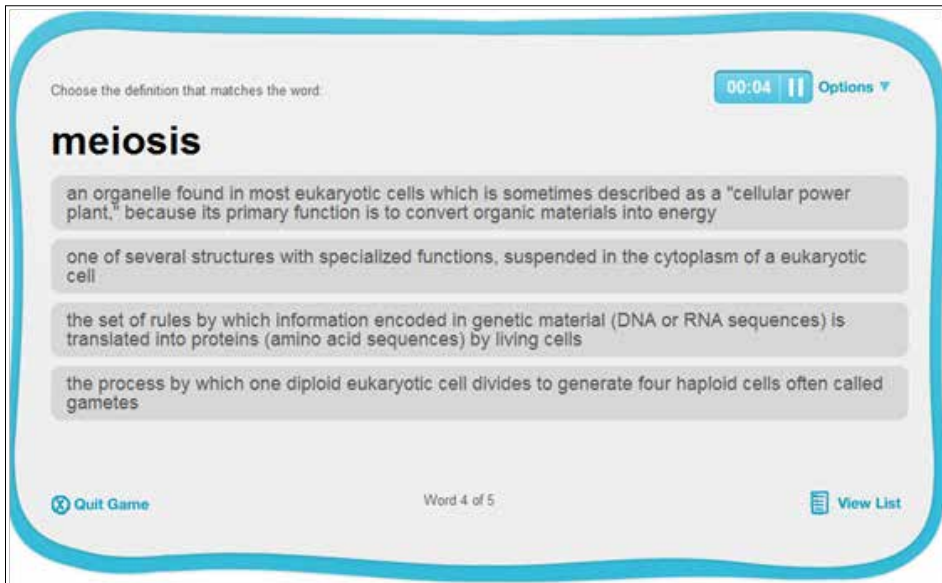 Choose the definition that matches the word:
00:04
Options
meiosis
an organelle found in most eukaryotic cells which is sometimes described as a "cellular power
plant," because its primary function is to convert organic materials into energy
one of several structures with specialized functions, suspended in the cytoplasm of a eukaryotic
cell
the set of rules by which information encoded in genetic material (DNA or RNA sequences) is
translated into proteins (amino acid sequences) by living cells
the process by which one diploid eukaryotic cell divides to generate four haploid cells often called
gametes
Quit Game
Word 4 of 5
View List